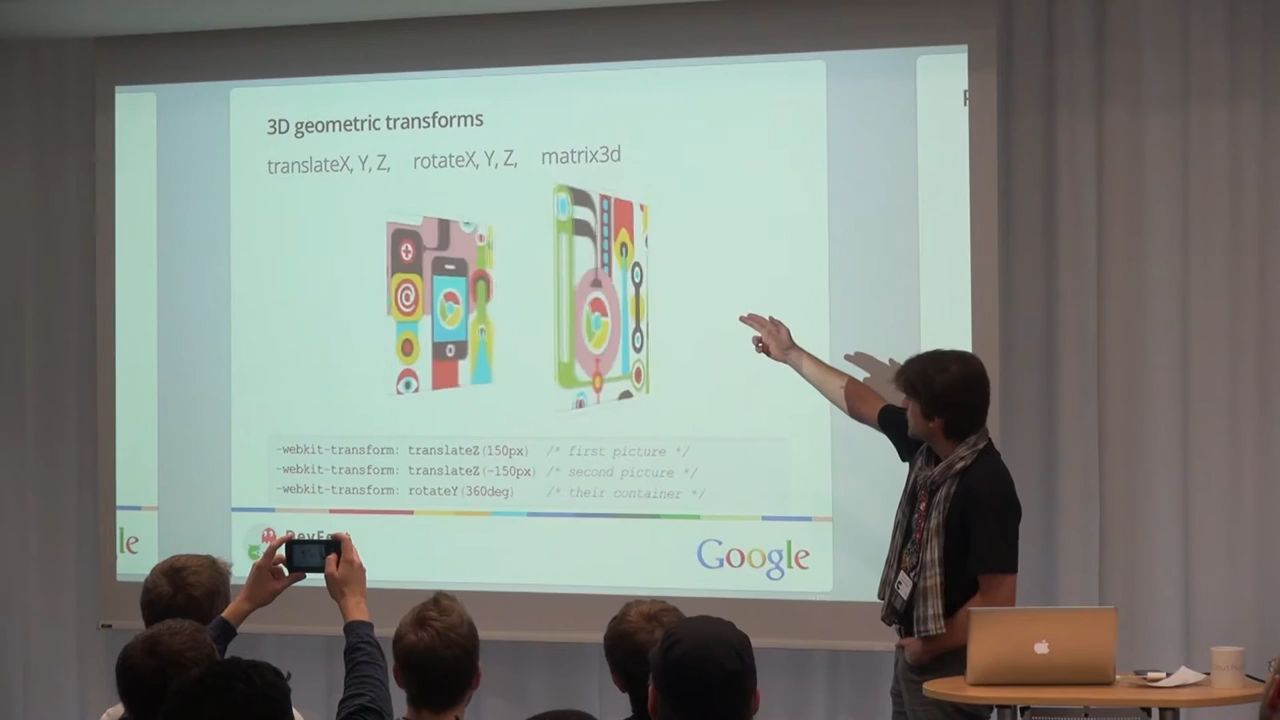 3D geometric transforms
translateX, Y, Z, rotateX, Y, Z, matrix3d
-webkit-transform: translateZ(150px) /* first picture */
-webkit-transform: translateZ(-150px) /* second picture */
-webkit-transform: rotateY(360deg) /* their container */
le
Google